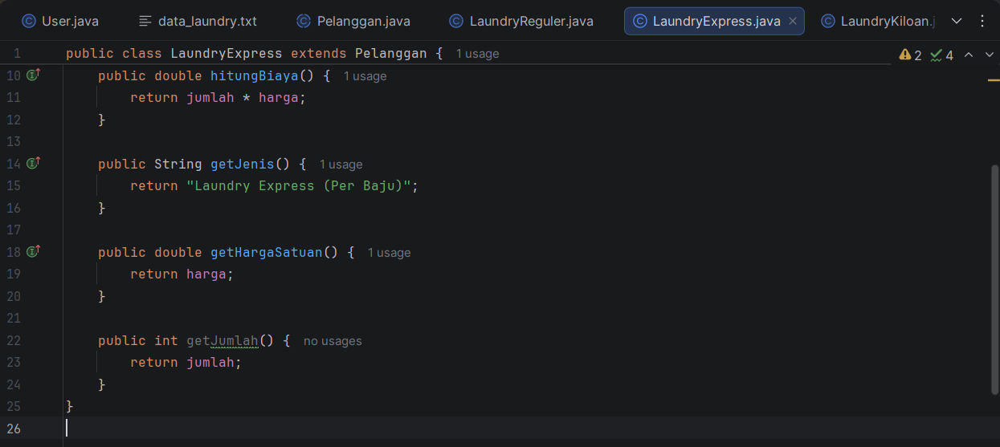 User.java data_laundry.txt Pelanggan.java LaundryReguler.java LaundryExpress.java LaundryKiloan.j
1 public class LaundryExpress extends Pelanggan { 1 usage 2 4
10 public double hitungBiaya() { 1 usage
11 return jumlah * harga;
12 }
13
14 public String getJenis() { 1 usage
15 return "Laundry Express (Per Baju)";
16 }
17
18 public double getHargaSatuan() { 1 usage
19 return harga;
20 }
21
22 public int getJumlah() { no usages
23 return jumlah;
24 }
25 }
26